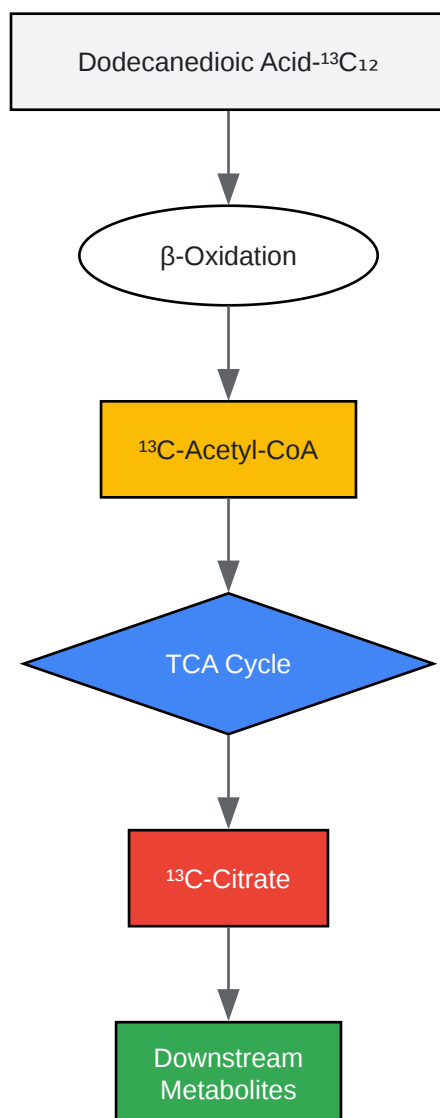 Dodecanedioic Acid-¹³C₁₂
β-Oxidation
¹³C-Acetyl-CoA
TCA Cycle
¹³C-Citrate
Downstream
Metabolites